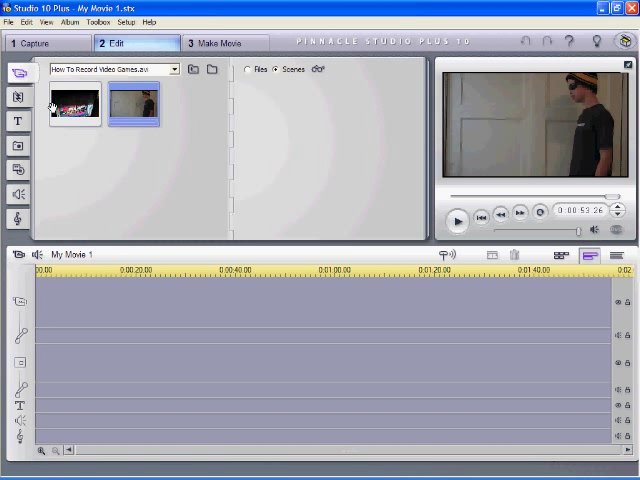 Studio 10 Plus - My Movie 1.stx
File Edit View Album Toolbox Setup Help
1 Capture 2 Edit 3 Make Movie PINNACLE STUDIO PLUS 10
How To Record Video Games.avi Files Scenes
T
0:00:53.26
My Movie 1
00.00 0:00:20.00 0:00:40.00 0:01:00.00 0:01:20.00 0:01:40.00 0:02
T